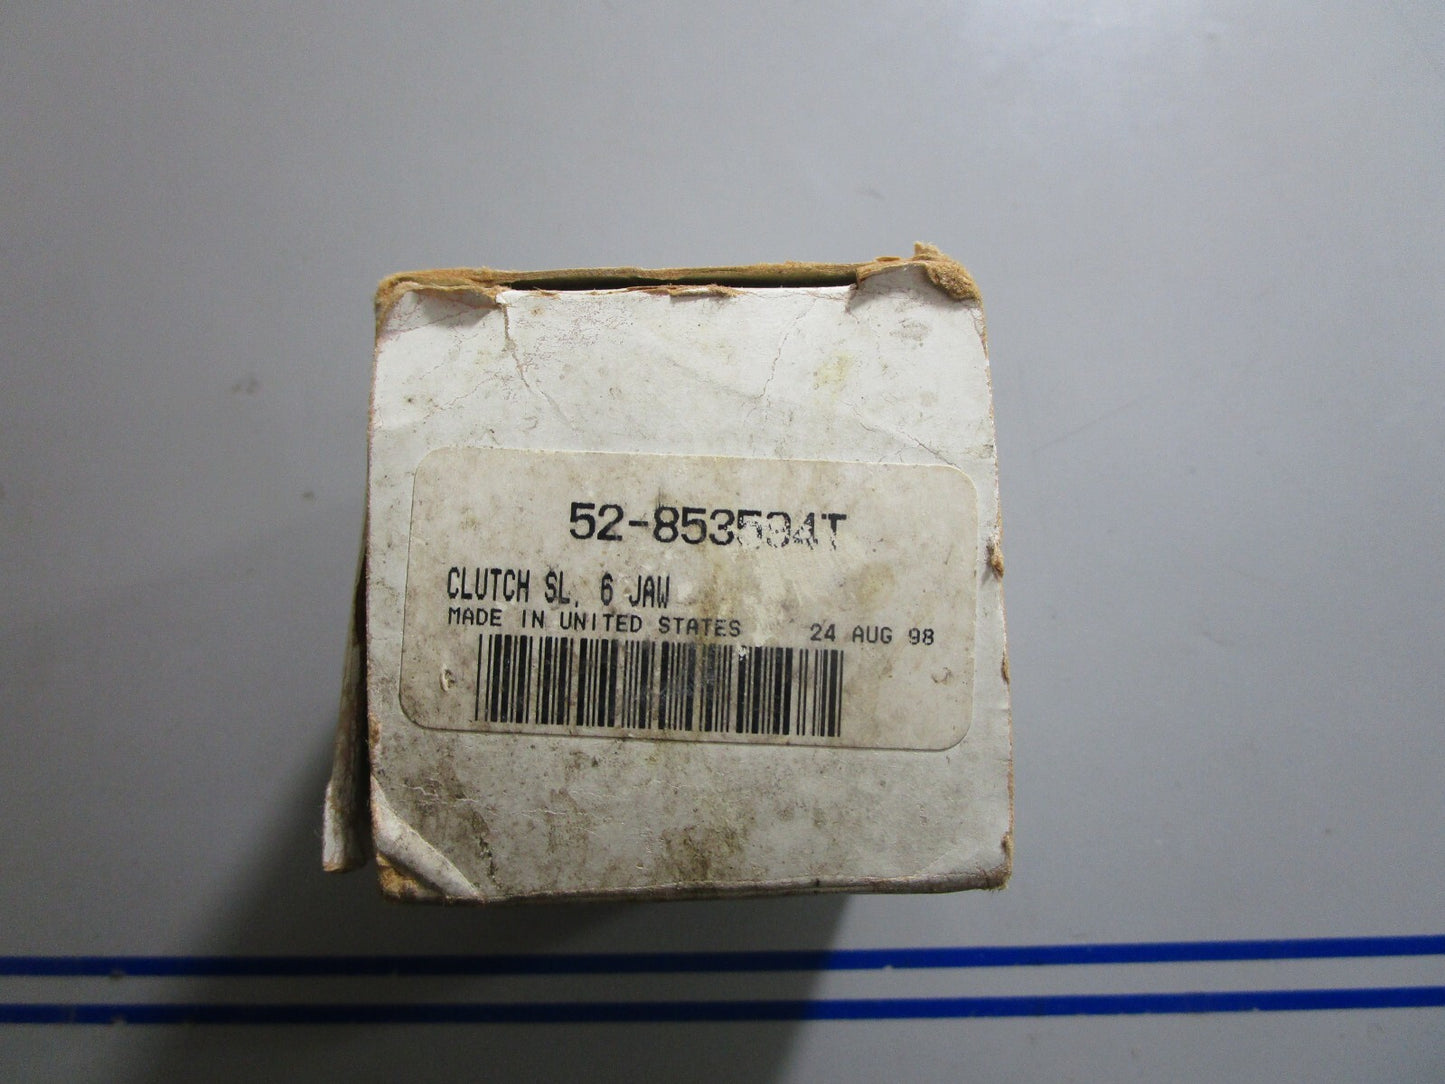 52-853594T
CLUTCH SL, 6 JAW
MADE IN UNITED STATES 24 AUG 98